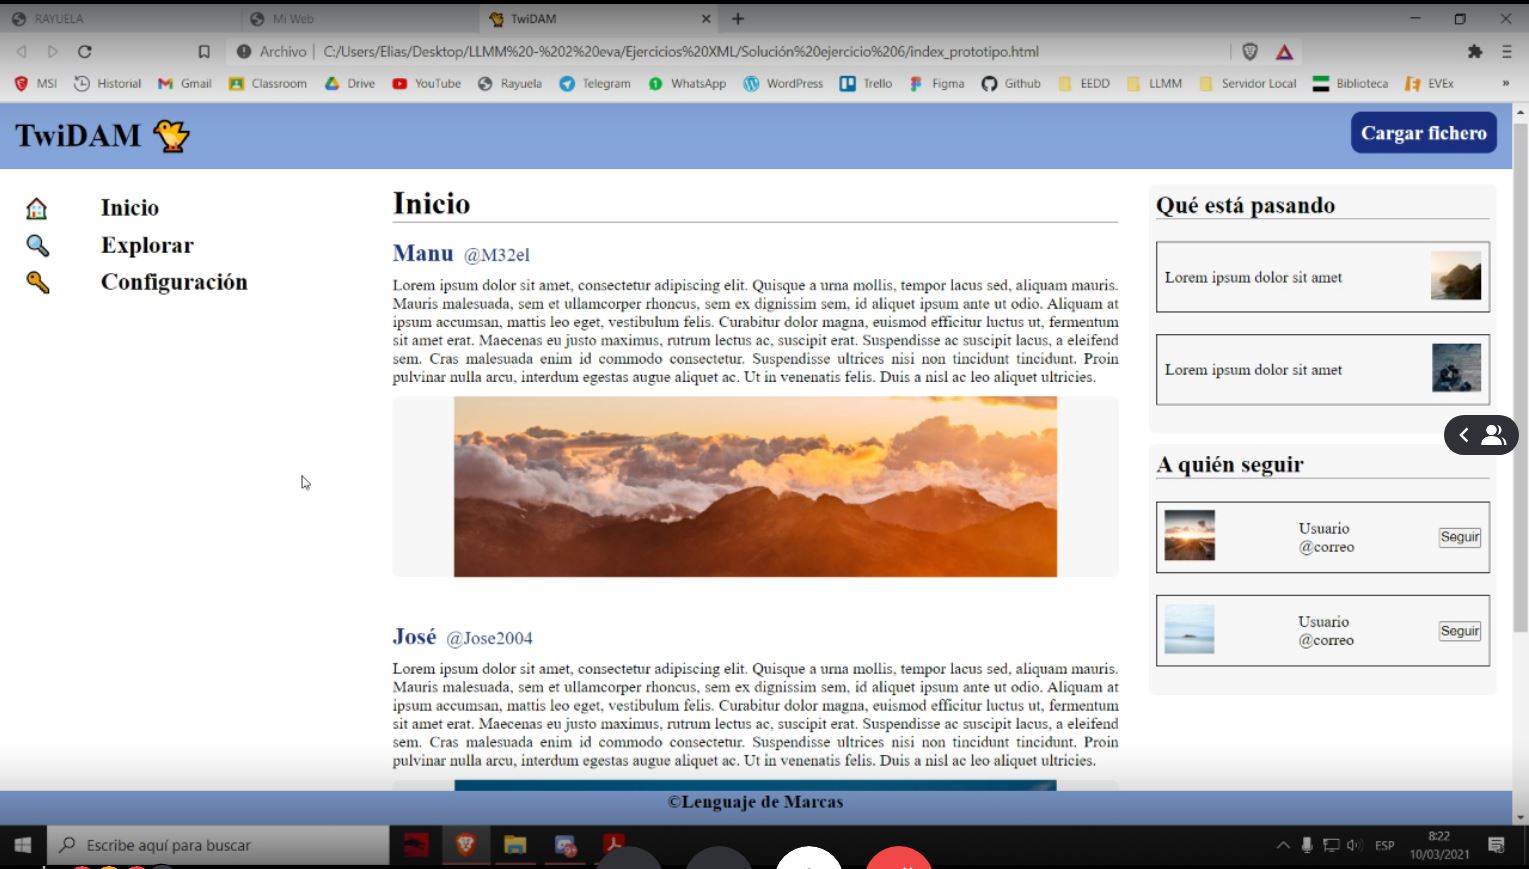 RAYUELA
Mi Web
TwiDAM
Archivo | C:/Users/Elias/Desktop/LLMM%20-%202%20eva/Ejercicios%20XML/Solución%20ejercicio%206/index_prototipo.html
MSI Historial Gmail Classroom Drive YouTube Rayuela Telegram WhatsApp WordPress Trello Figma Github EEDD LLMM Servidor Local Biblioteca EVEx »
TwiDAM
Cargar fichero
Inicio
Explorar
Configuración
Inicio
Manu @M32el
Lorem ipsum dolor sit amet, consectetur adipiscing elit. Quisque a urna mollis, tempor lacus sed, aliquam mauris.
Mauris malesuada, sem et ullamcorper rhoncus, sem ex dignissim sem, id aliquet ipsum ante ut odio. Aliquam at
ipsum accumsan, mattis leo eget, vestibulum felis. Curabitur dolor magna, euismod efficitur luctus ut, fermentum
sit amet erat. Maecenas eu justo maximus, rutrum lectus ac, suscipit erat. Suspendisse ac suscipit lacus, a eleifend
sem. Cras malesuada enim id commodo consectetur. Suspendisse ultrices nisi non tincidunt tincidunt. Proin
pulvinar nulla arcu, interdum egestas augue aliquet ac. Ut in venenatis felis. Duis a nisl ac leo aliquet ultricies.
José @Jose2004
Lorem ipsum dolor sit amet, consectetur adipiscing elit. Quisque a urna mollis, tempor lacus sed, aliquam mauris.
Mauris malesuada, sem et ullamcorper rhoncus, sem ex dignissim sem, id aliquet ipsum ante ut odio. Aliquam at
ipsum accumsan, mattis leo eget, vestibulum felis. Curabitur dolor magna, euismod efficitur luctus ut, fermentum
sit amet erat. Maecenas eu justo maximus, rutrum lectus ac, suscipit erat. Suspendisse ac suscipit lacus, a eleifend
sem. Cras malesuada enim id commodo consectetur. Suspendisse ultrices nisi non tincidunt tincidunt. Proin
pulvinar nulla arcu, interdum egestas augue aliquet ac. Ut in venenatis felis. Duis a nisl ac leo aliquet ultricies.
Qué está pasando
Lorem ipsum dolor sit amet
Lorem ipsum dolor sit amet
A quién seguir
Usuario
@correo
Seguir
Usuario
@correo
Seguir
©Lenguaje de Marcas
Escribe aquí para buscar
ESP
8:22
10/03/2021